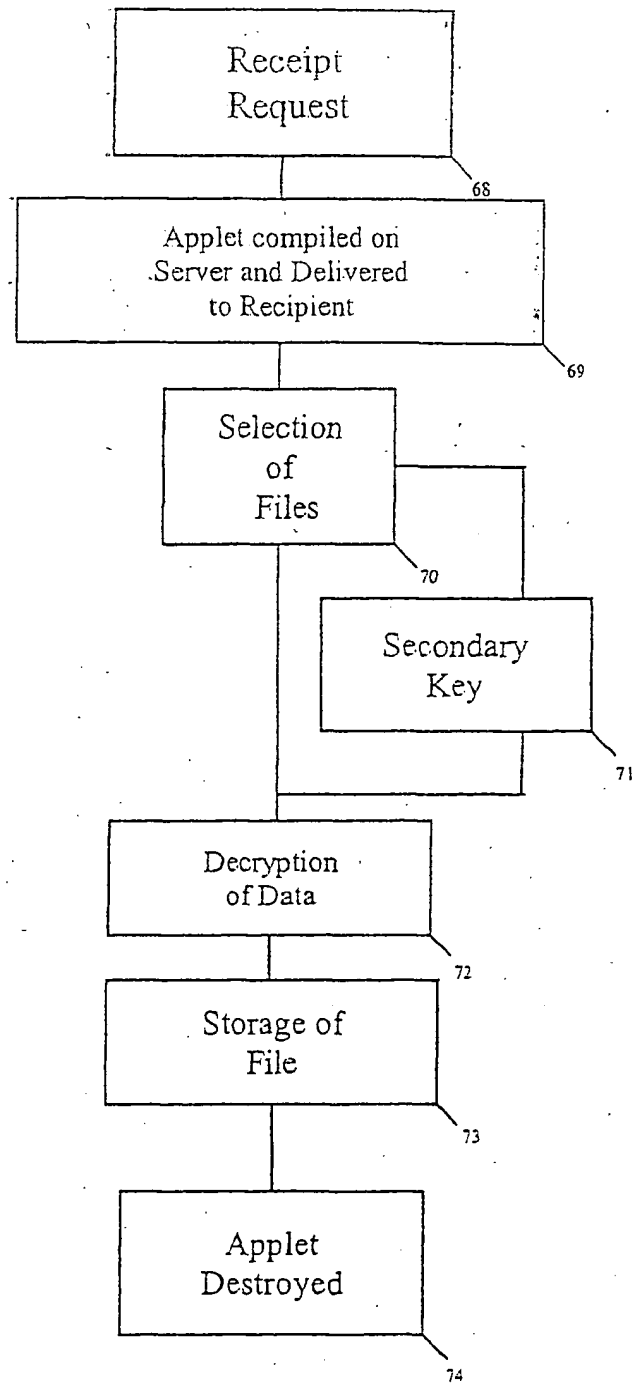 Receipt
Request
68
Applet compiled on
Server and Delivered
to Recipient
69
Selection
of
Files
70
Secondary
Key
71
Decryption
of Data
72
Storage of
File
73
Applet
Destroyed
74